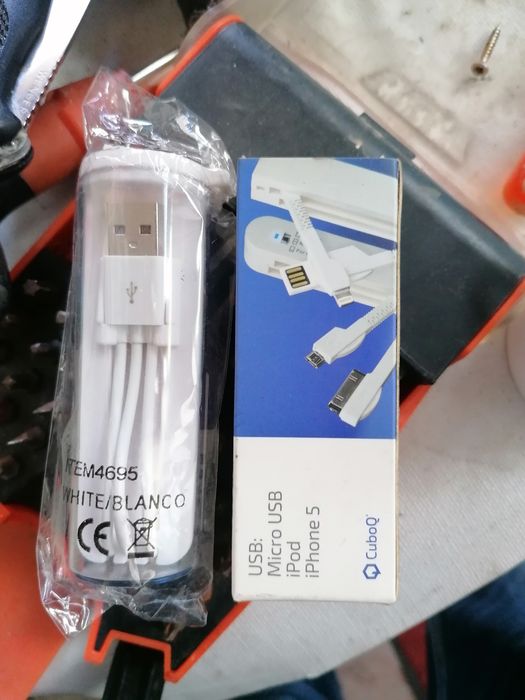 ITEM4695
WHITE/BLANCO
CE
USB:
Micro USB
iPod
iPhone 5
CuboQ